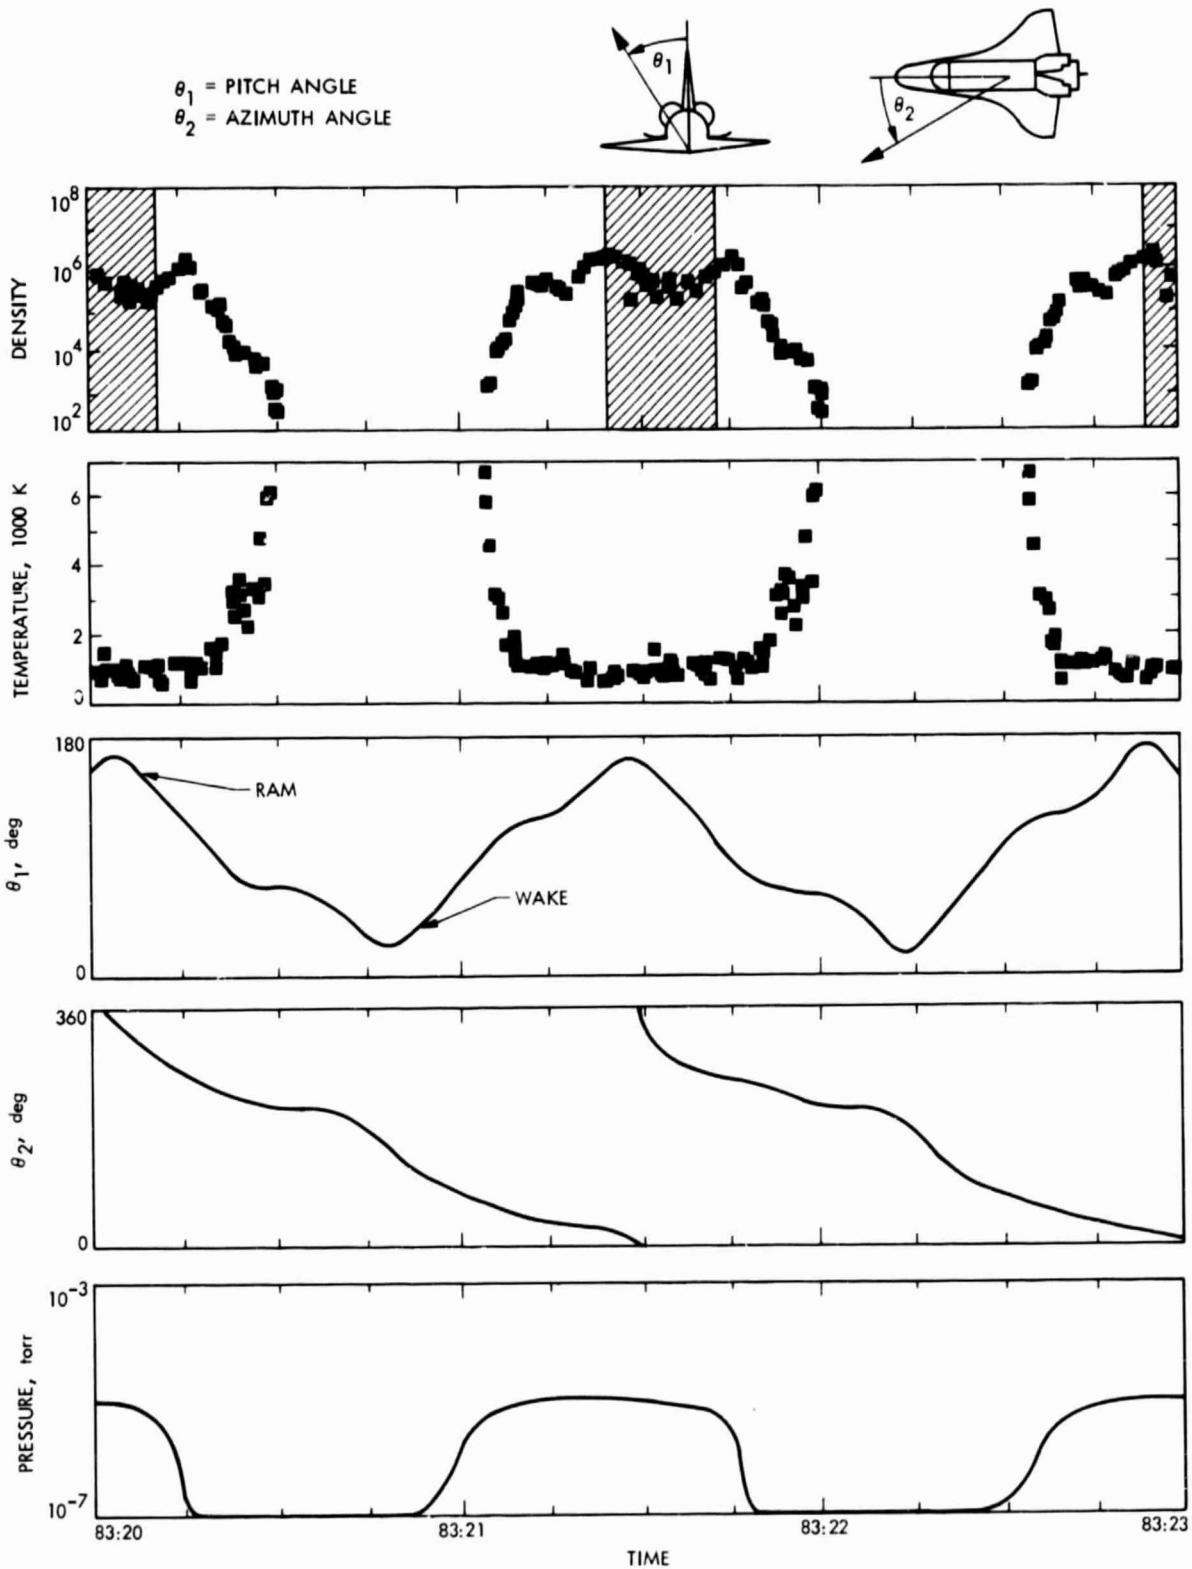 θ1 = PITCH ANGLE
θ2 = AZIMUTH ANGLE
θ1
θ2
DENSITY
10^8
10^6
10^4
10^2
TEMPERATURE, 1000 K
6
4
2
0
θ1, deg
180
0
RAM
WAKE
θ2, deg
360
0
PRESSURE, torr
10^-3
10^-7
83:20
83:21
83:22
83:23
TIME